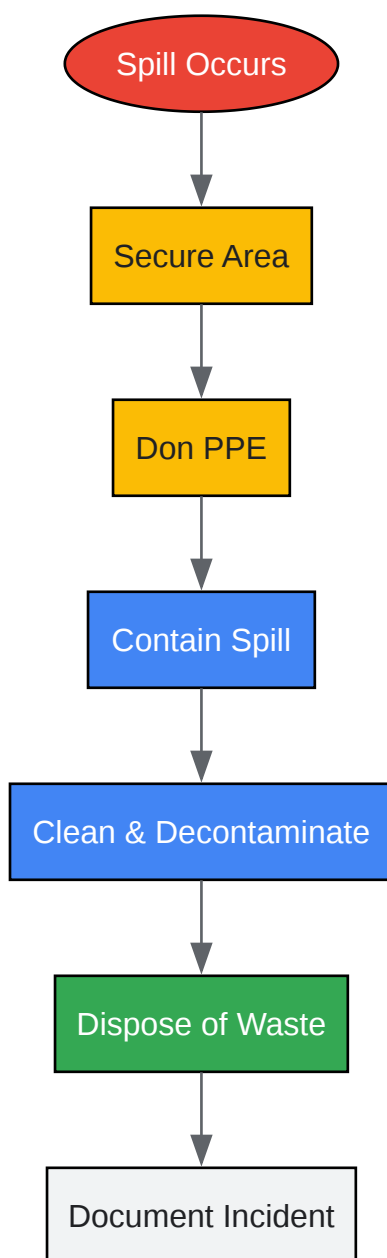 Spill Occurs
Secure Area
Don PPE
Contain Spill
Clean & Decontaminate
Dispose of Waste
Document Incident